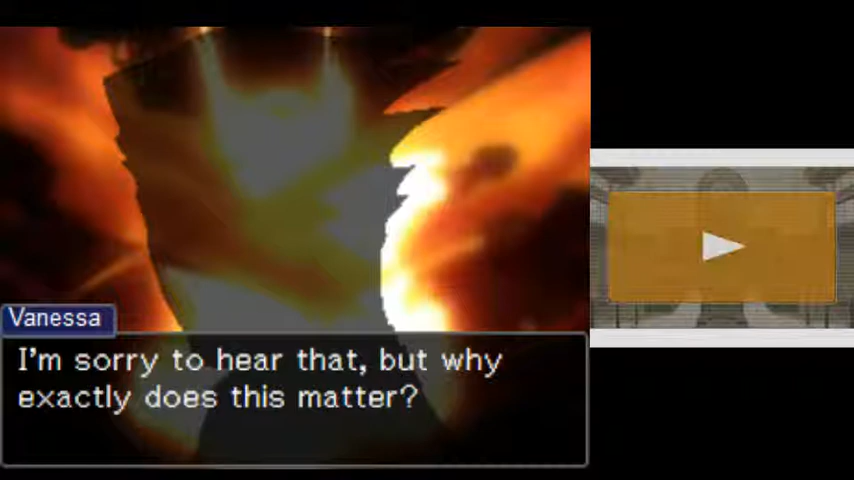 Vanessa
I'm sorry to hear that, but why
exactly does this matter?